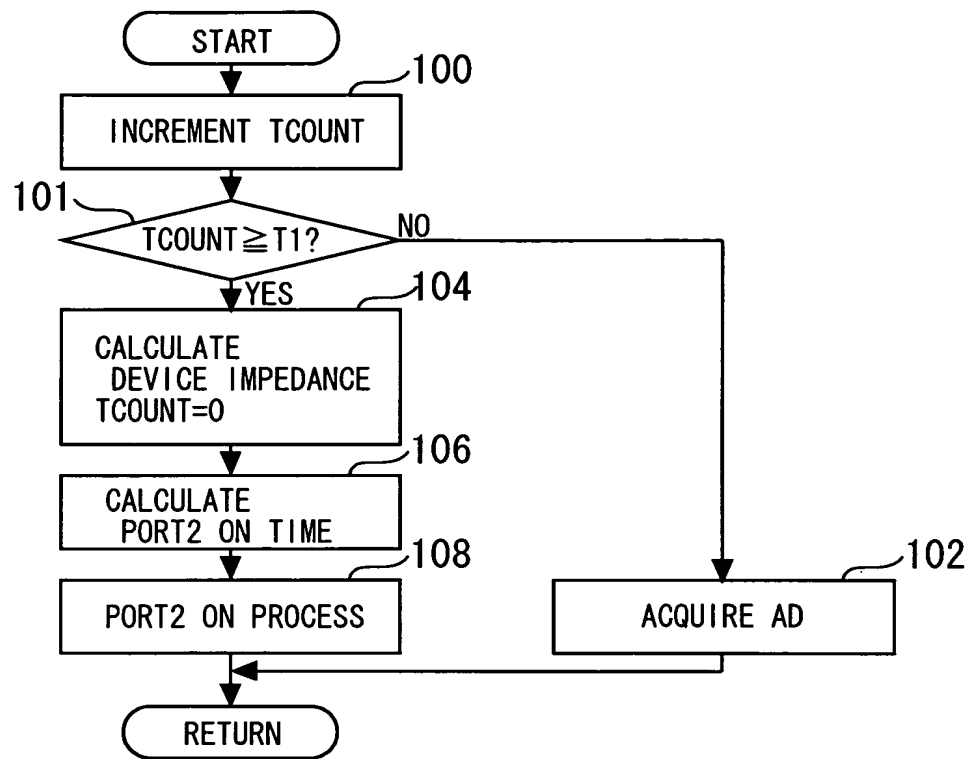 START
100
INCREMENT TCOUNT
101
TCOUNT≧T1?
NO
YES
104
CALCULATE
DEVICE IMPEDANCE
TCOUNT=0
106
CALCULATE
PORT2 ON TIME
108
PORT2 ON PROCESS
102
ACQUIRE AD
RETURN